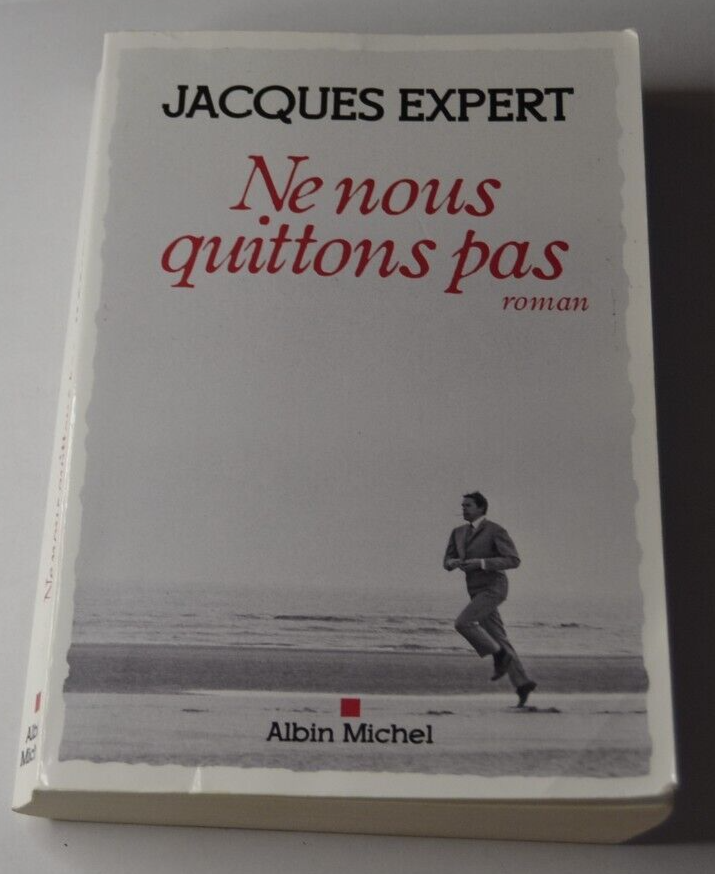 JACQUES EXPERT
Ne nous
quittons pas
roman
Albin Michel